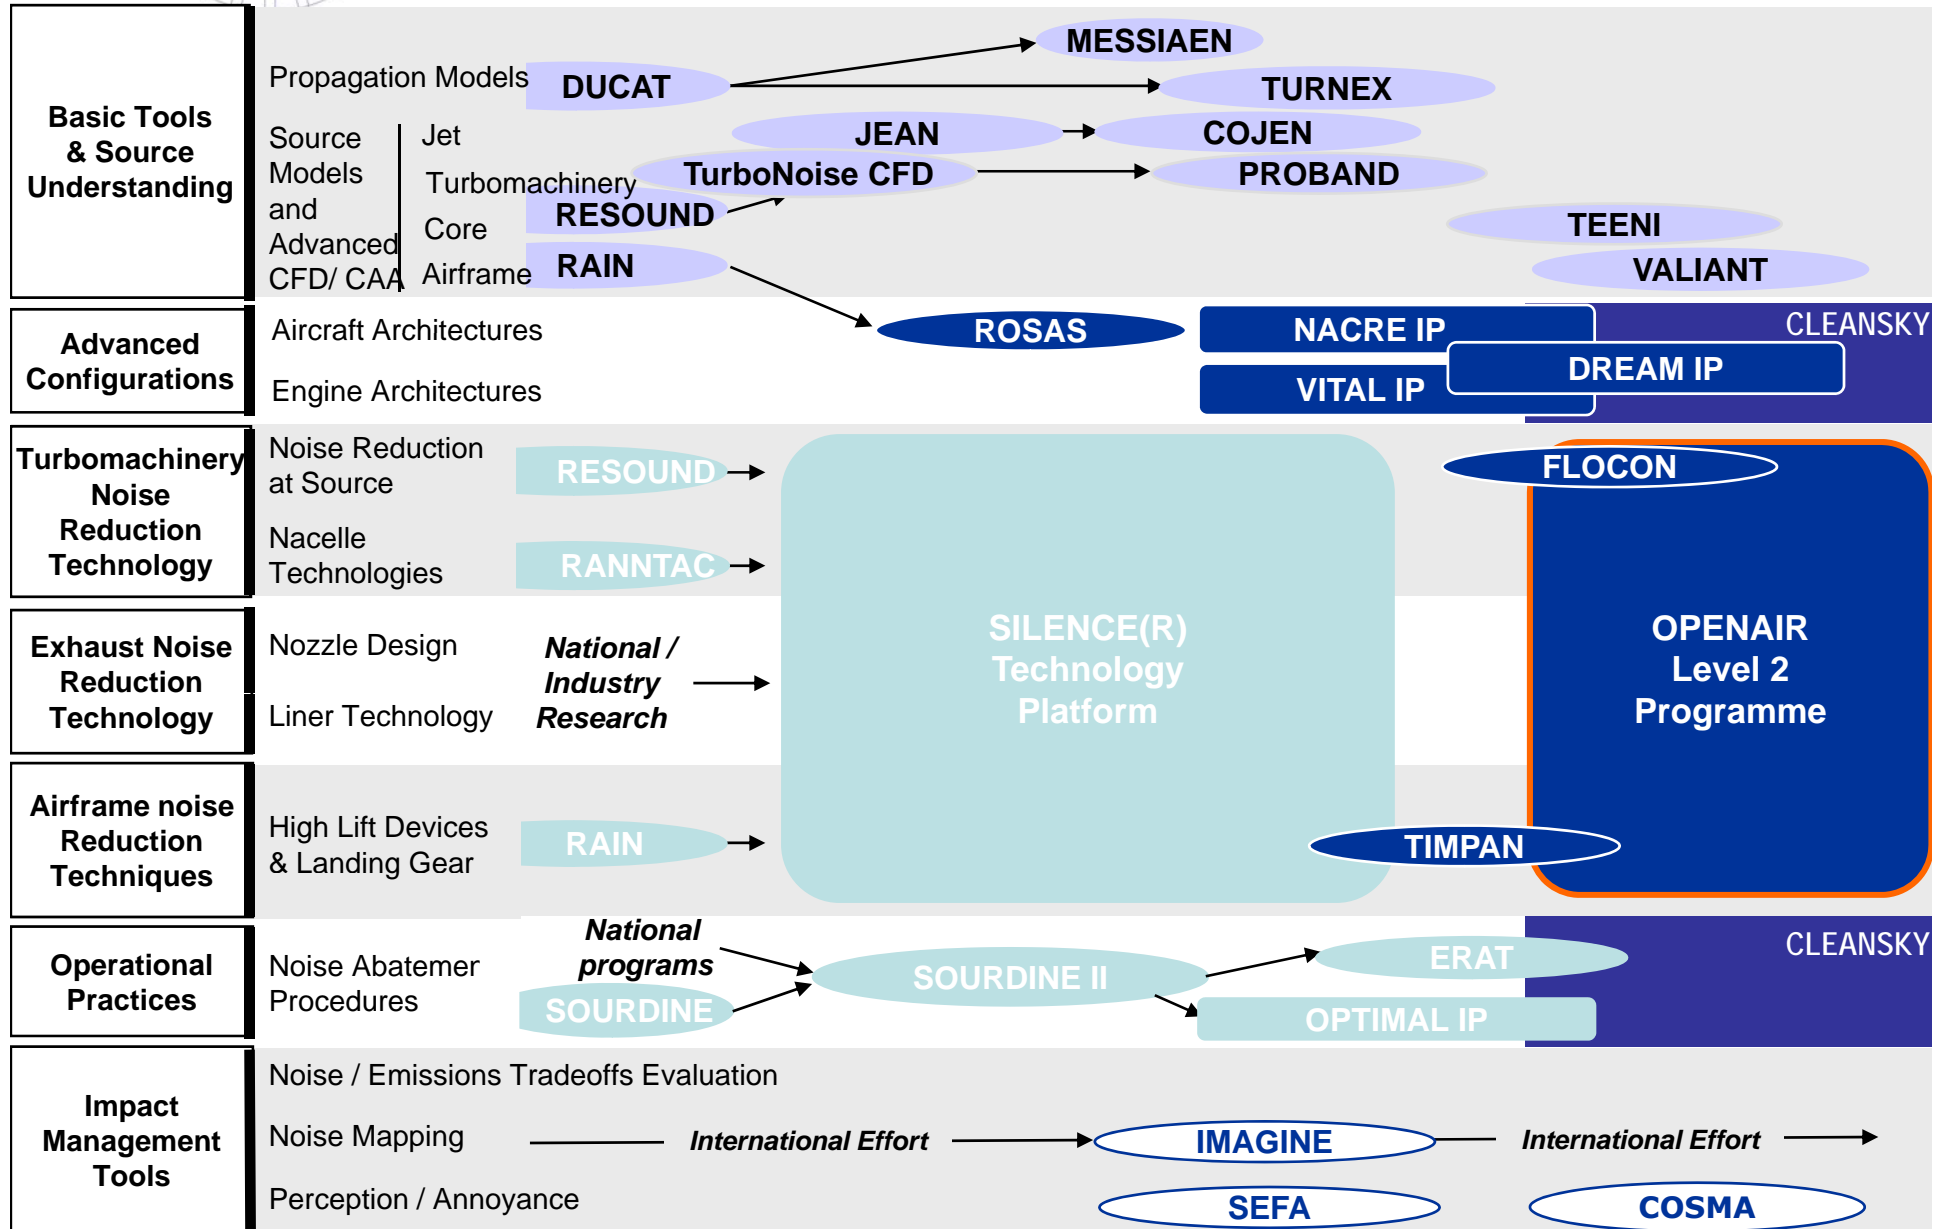 Basic Tools
& Source
Understanding
Propagation Models
DUCAT
MESSIAEN
TURNEX
Source
Models
and
Advanced
CFD/ CAA
Jet
JEAN
COJEN
Turbomachinery
TurboNoise CFD
PROBAND
Core
RESOUND
TEENI
Airframe
RAIN
VALIANT
Advanced
Configurations
Aircraft Architectures
ROSAS
NACRE IP
CLEANSKY
DREAM IP
Engine Architectures
VITAL IP
Turbomachinery
Noise
Reduction
Technology
Noise Reduction
at Source
RESOUND
FLOCON
Nacelle
Technologies
RANNTAC
SILENCE(R)
Technology
Platform
OPENAIR
Level 2
Programme
Exhaust Noise
Reduction
Technology
Nozzle Design
Liner Technology
National /
Industry
Research
Airframe noise
Reduction
Techniques
High Lift Devices
& Landing Gear
RAIN
TIMPAN
Operational
Practices
Noise Abatemer
Procedures
National
programs
SOURDINE
SOURDINE II
ERAT
OPTIMAL IP
CLEANSKY
Impact
Management
Tools
Noise / Emissions Tradeoffs Evaluation
Noise Mapping
International Effort
IMAGINE
International Effort
Perception / Annoyance
SEFA
COSMA